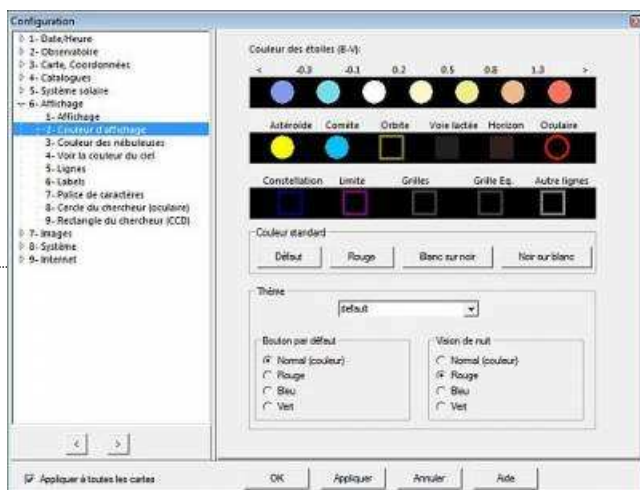 Configuration
1- Date/Heure
2- Observatoire
3- Carte, Coordonnées
4- Catalogues
5- Système solaire
6- Affichage
1- Affichage
2- Couleur d'affichage
3- Couleur des nébuleuses
4- Voir la couleur du ciel
5- Lignes
6- Labels
7- Police de caractères
8- Cercle du chercheur (oculaire)
9- Rectangle du chercheur (CCD)
7- Images
8- Système
9- Internet
< >
Appliquer à toutes les cartes
Couleur des étoiles (B-V):
< -0.3 -0.1 0.2 0.5 0.8 1.3 >
Astéroïde Comète Orbite Voie lactée Horizon Oculaire
Constellation Limite Grilles Grille Eq. Autre lignes
Couleur standard
Défaut Rouge Blanc sur noir Noir sur blanc
Thème
default
Bouton par défaut Vision de nuit
Normal (couleur) Normal (couleur)
Rouge Rouge
Bleu Bleu
Vert Vert
OK Appliquer Annuler Aide